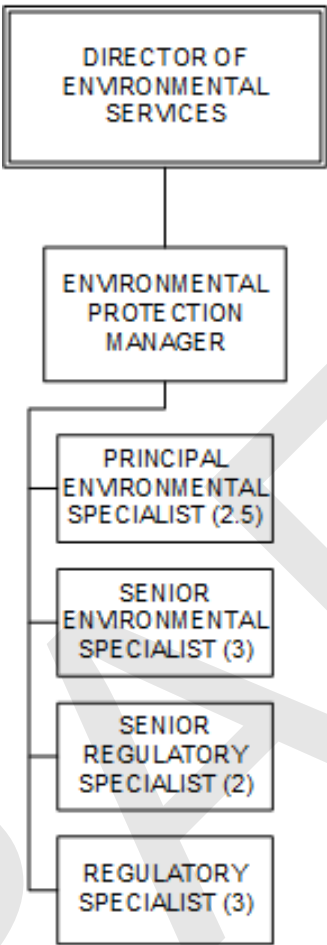 DIRECTOR OF
ENVIRONMENTAL
SERVICES
ENVIRONMENTAL
PROTECTION
MANAGER
PRINCIPAL
ENVIRONMENTAL
SPECIALIST (2.5)
SENIOR
ENVIRONMENTAL
SPECIALIST (3)
SENIOR
REGULATORY
SPECIALIST (2)
REGULATORY
SPECIALIST (3)